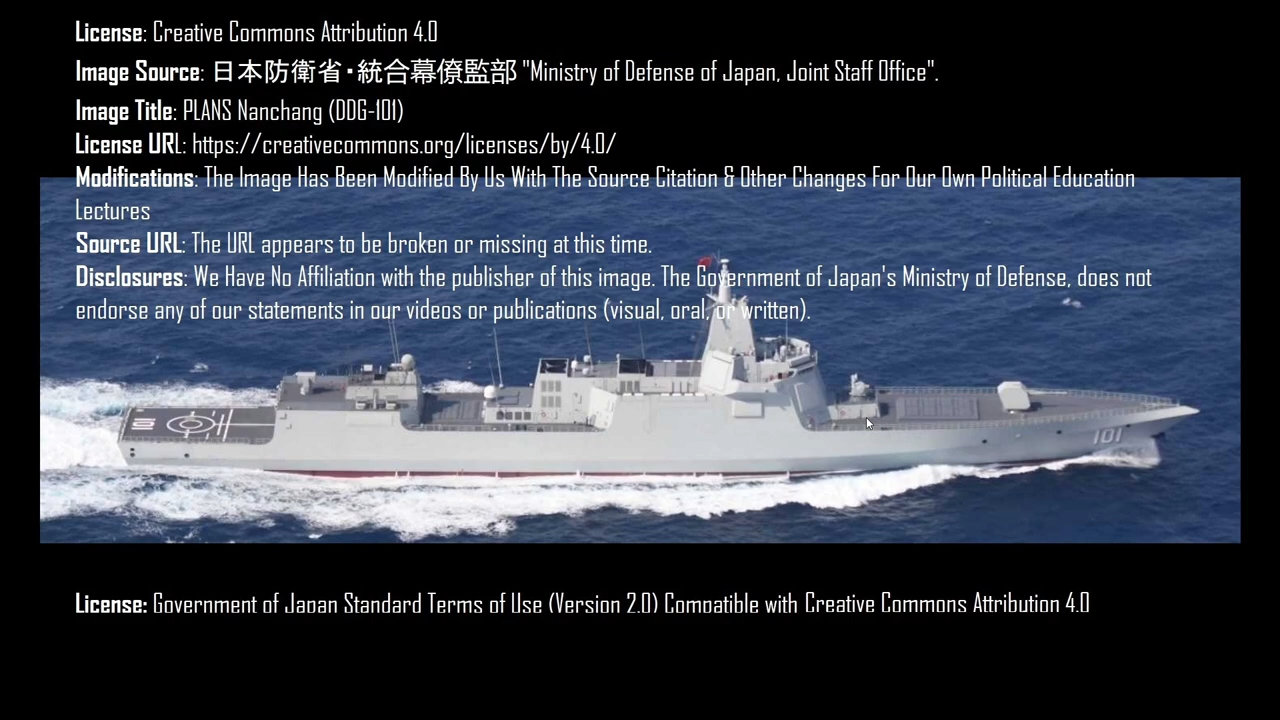 License: Creative Commons Attribution 4.0
Image Source: 日本防衛省・統合幕僚監部 "Ministry of Defense of Japan, Joint Staff Office".
Image Title: PLANS Nanchang (DDG-101)
License URL: https://creativecommons.org/licenses/by/4.0/
Modifications: The Image Has Been Modified By Us With The Source Citation & Other Changes For Our Own Political Education
Lectures
Source URL: The URL appears to be broken or missing at this time.
Disclosures: We Have No Affiliation with the publisher of this image. The Government of Japan's Ministry of Defense, does not
endorse any of our statements in our videos or publications (visual, oral, or written).
101
101
License: Government of Japan Standard Terms of Use (Version 2.0) Compatible with Creative Commons Attribution 4.0